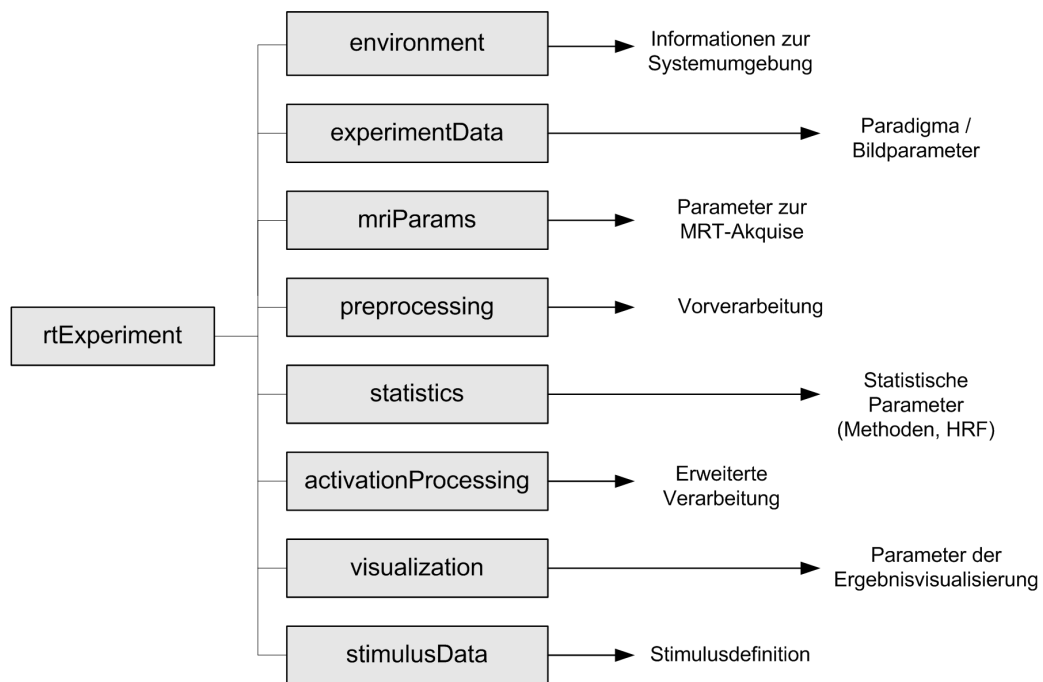 environment
Informationen zur
Systemumgebung
experimentData
Paradigma /
Bildparameter
mriParams
Parameter zur
MRT-Akquise
preprocessing
Vorverarbeitung
rtExperiment
statistics
Statistische
Parameter
(Methoden, HRF)
activationProcessing
Erweiterte
Verarbeitung
visualization
Parameter der
Ergebnisvisualisierung
stimulusData
Stimulusdefinition